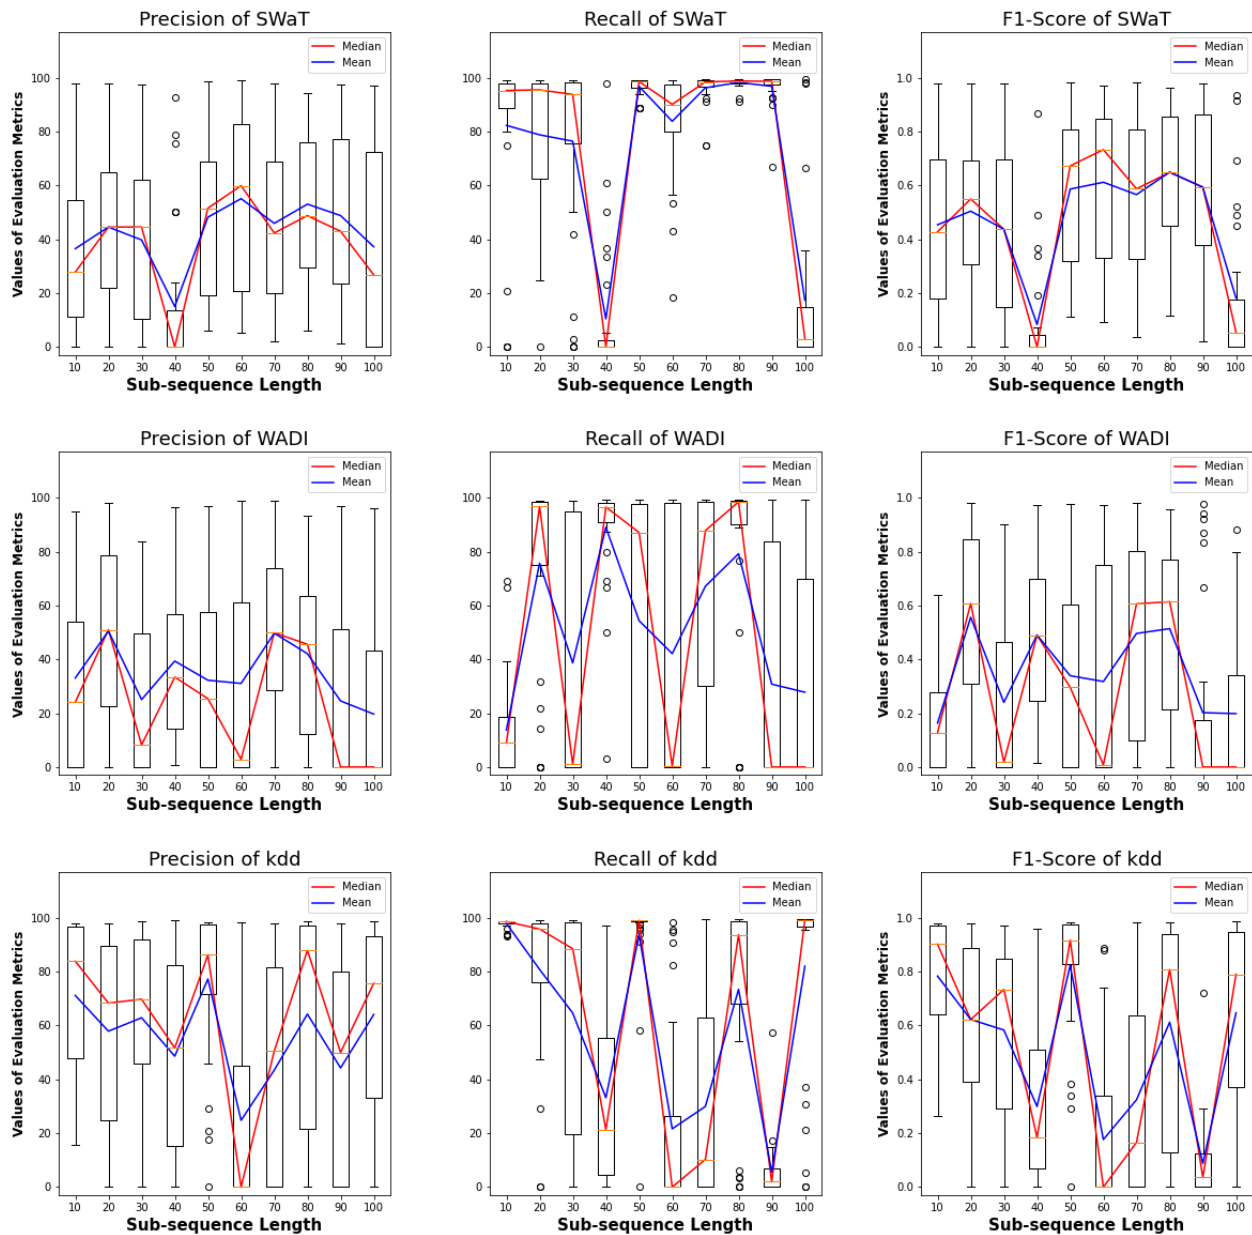 Precision of SWaT
Recall of SWaT
F1-Score of SWaT
Median
Mean
Median
Mean
Median
Mean
Values of Evaluation Metrics
100
80
60
40
20
0
100
80
60
40
20
0
Values of Evaluation Metrics
1.0
0.8
0.6
0.4
0.2
0.0
10 20 30 40 50 60 70 80 90 100
10 20 30 40 50 60 70 80 90 100
10 20 30 40 50 60 70 80 90 100
Sub-sequence Length
Sub-sequence Length
Sub-sequence Length
Precision of WADI
Recall of WADI
F1-Score of WADI
Median
Mean
Median
Mean
Median
Mean
Values of Evaluation Metrics
100
80
60
40
20
0
100
80
60
40
20
0
Values of Evaluation Metrics
1.0
0.8
0.6
0.4
0.2
0.0
10 20 30 40 50 60 70 80 90 100
10 20 30 40 50 60 70 80 90 100
10 20 30 40 50 60 70 80 90 100
Sub-sequence Length
Sub-sequence Length
Sub-sequence Length
Precision of kdd
Recall of kdd
F1-Score of kdd
Median
Mean
Median
Mean
Median
Mean
Values of Evaluation Metrics
100
80
60
40
20
0
100
80
60
40
20
0
Values of Evaluation Metrics
1.0
0.8
0.6
0.4
0.2
0.0
10 20 30 40 50 60 70 80 90 100
10 20 30 40 50 60 70 80 90 100
10 20 30 40 50 60 70 80 90 100
Sub-sequence Length
Sub-sequence Length
Sub-sequence Length